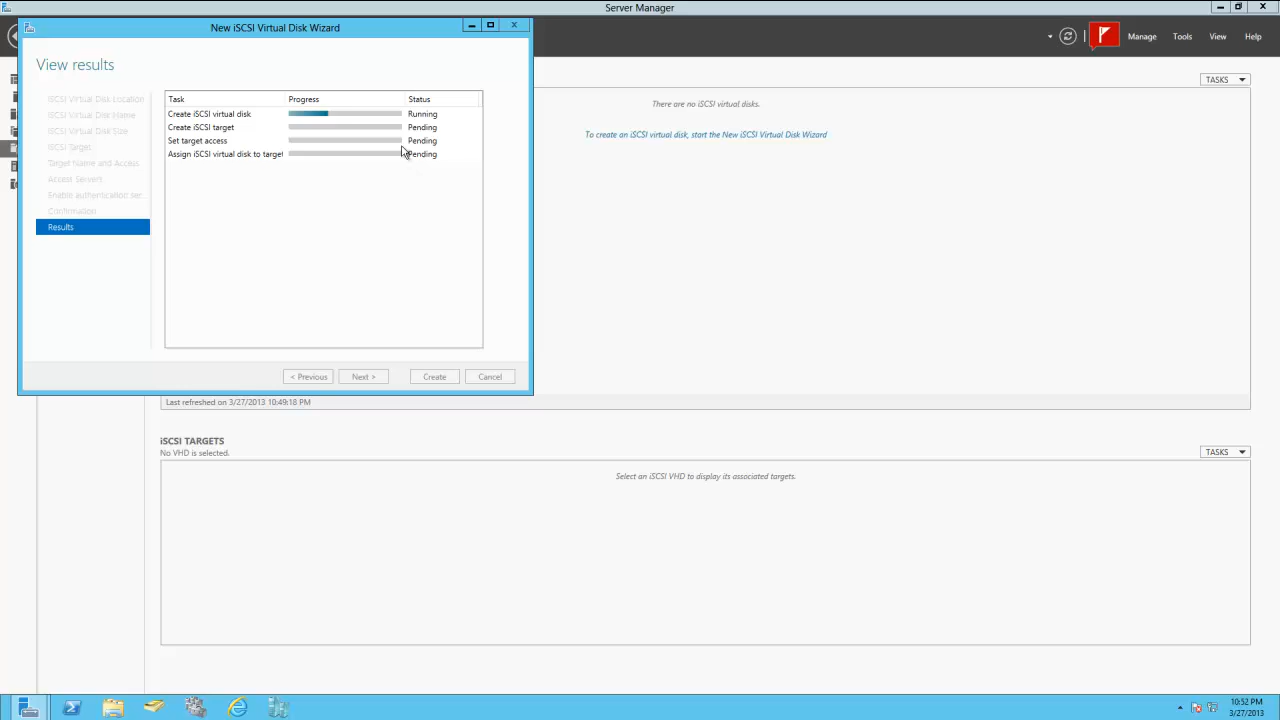 Server Manager
New iSCSI Virtual Disk Wizard
Manage
Tools
View
Help
View results
iSCSI Virtual Disk Location
iSCSI Virtual Disk Name
iSCSI Virtual Disk Size
iSCSI Target
Target Name and Access
Access Servers
Enable authentication ser...
Confirmation
Results
Task Progress Status
Create iSCSI virtual disk Running
Create iSCSI target Pending
Set target access Pending
Assign iSCSI virtual disk to target Pending
< Previous
Next >
Create
Cancel
TASKS
There are no iSCSI virtual disks.
To create an iSCSI virtual disk, start the New iSCSI Virtual Disk Wizard
Last refreshed on 3/27/2013 10:49:18 PM
iSCSI TARGETS
No VHD is selected.
TASKS
Select an iSCSI VHD to display its associated targets.
10:52 PM
3/27/2013